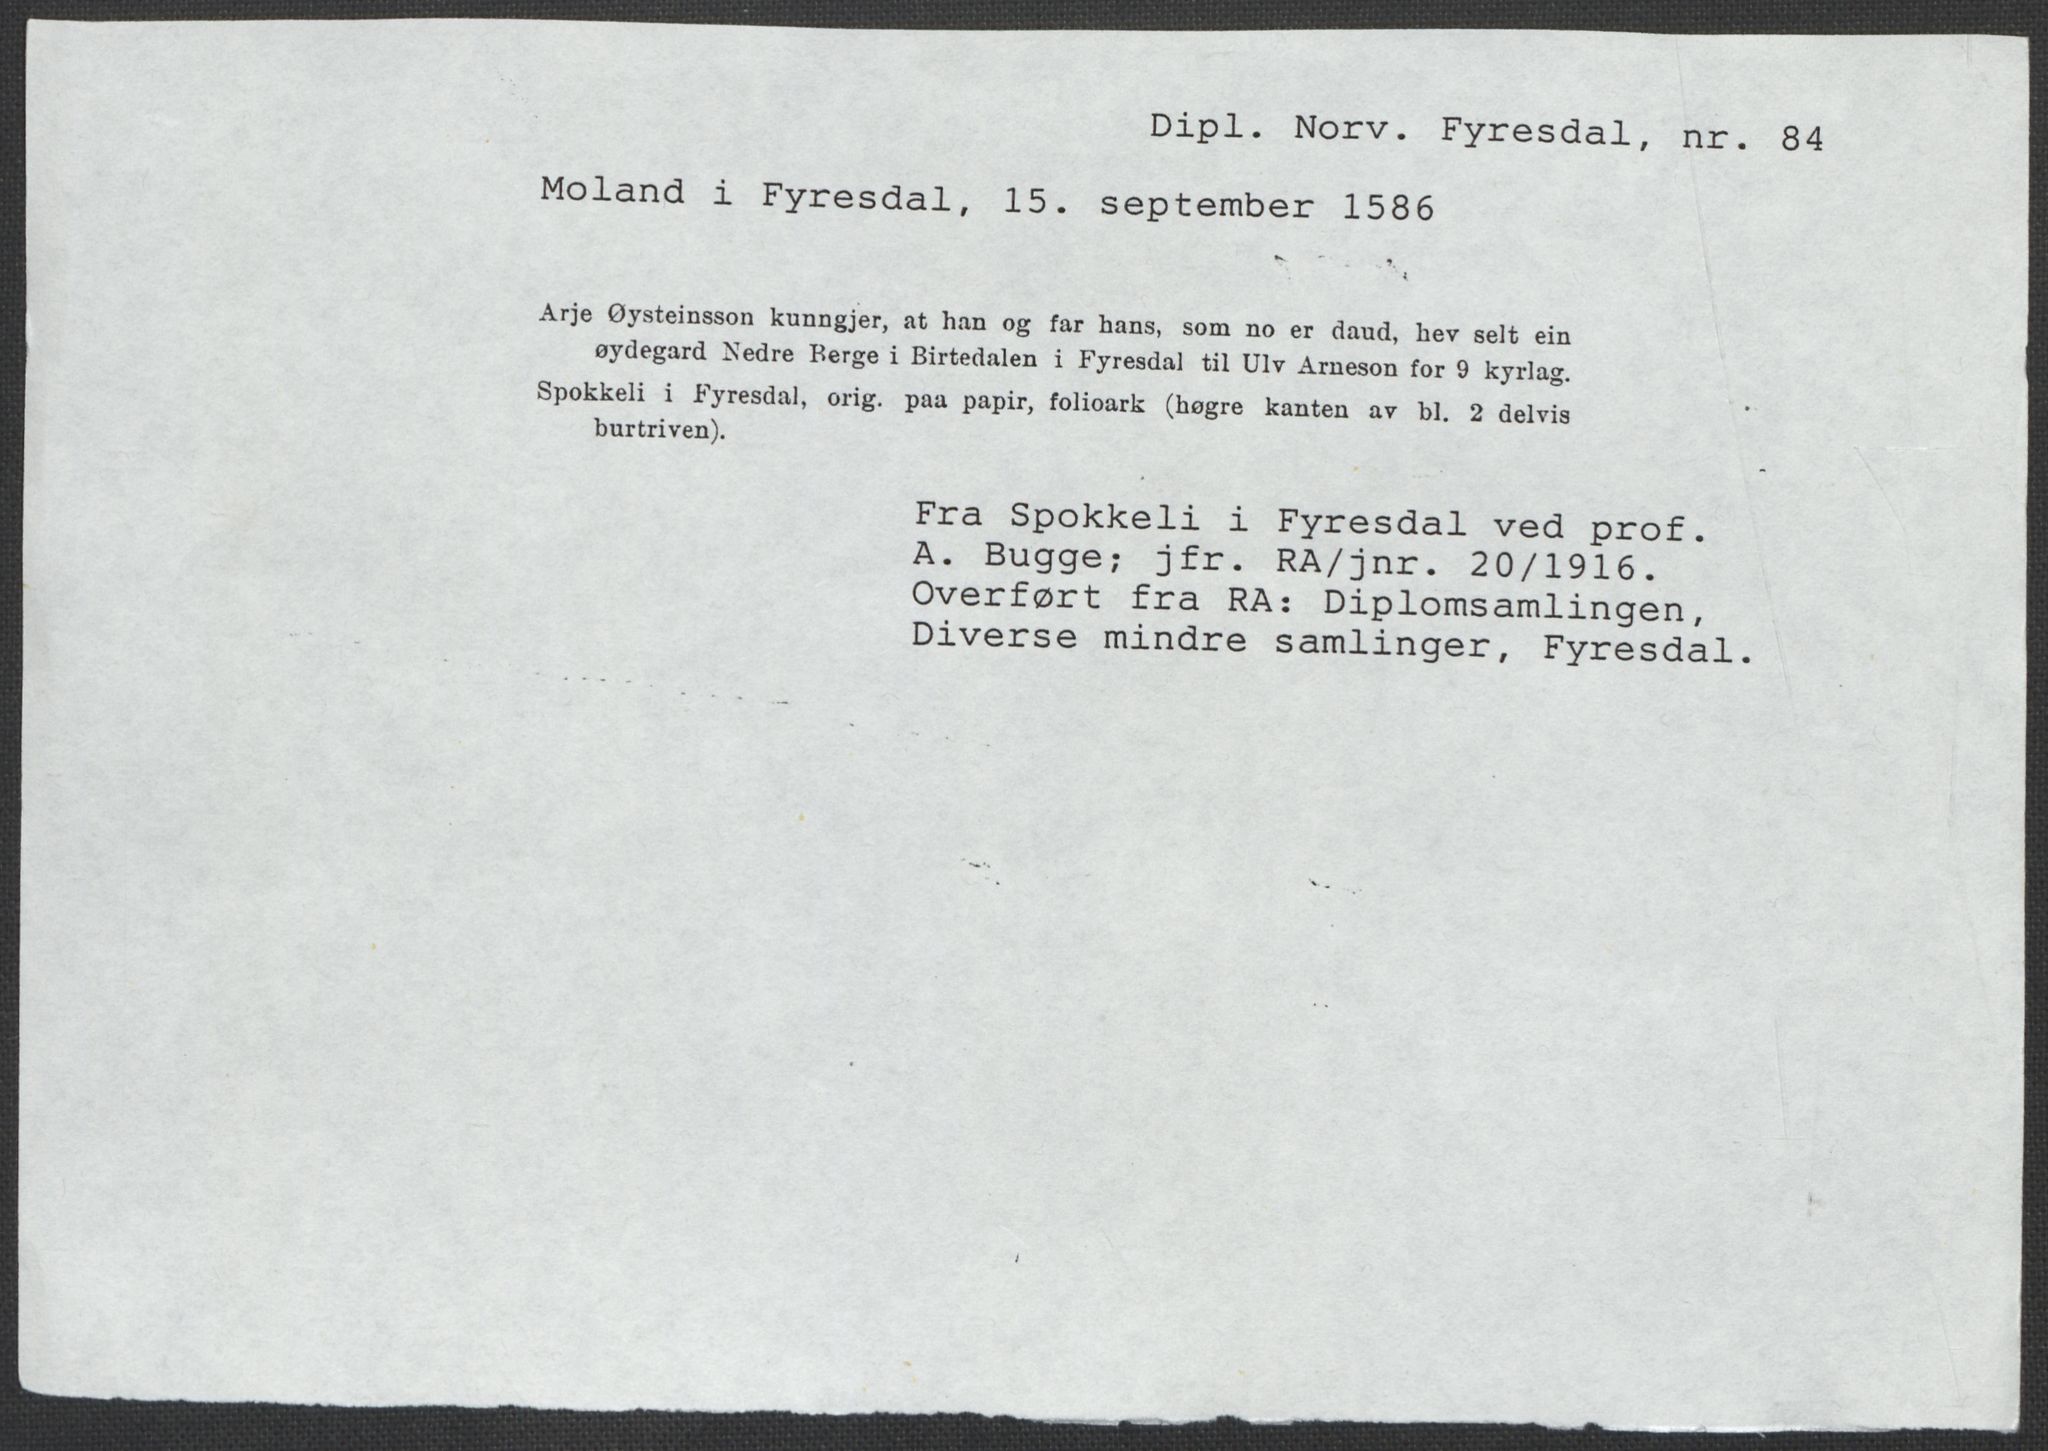 Dipl. Norv. Fyresdal, nr. 84
Moland i Fyresdal, 15. september 1586
Arje Øysteinsson kunngjer, at han og far hans, som no er daud, hev selt ein
øydegard Nedre Berge i Birtedalen i Fyresdal til Ulv Arneson for 9 kyrlag.
Spokkeli i Fyresdal, orig. paa papir, folioark (høgre kanten av bl. 2 delvis
burtriven).
Fra Spokkeli i Fyresdal ved prof.
A. Bugge; jfr. RA/jnr. 20/1916.
Overført fra RA: Diplomsamlingen,
Diverse mindre samlinger, Fyresdal.